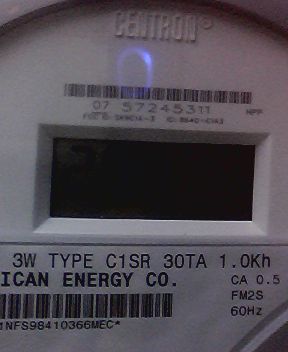 CENTRON®
07 57245311
3W TYPE C1SR 30TA 1.0Kh
ICAN ENERGY CO.
CA 0.5
FM2S
60Hz
1NFS98410366MEC*